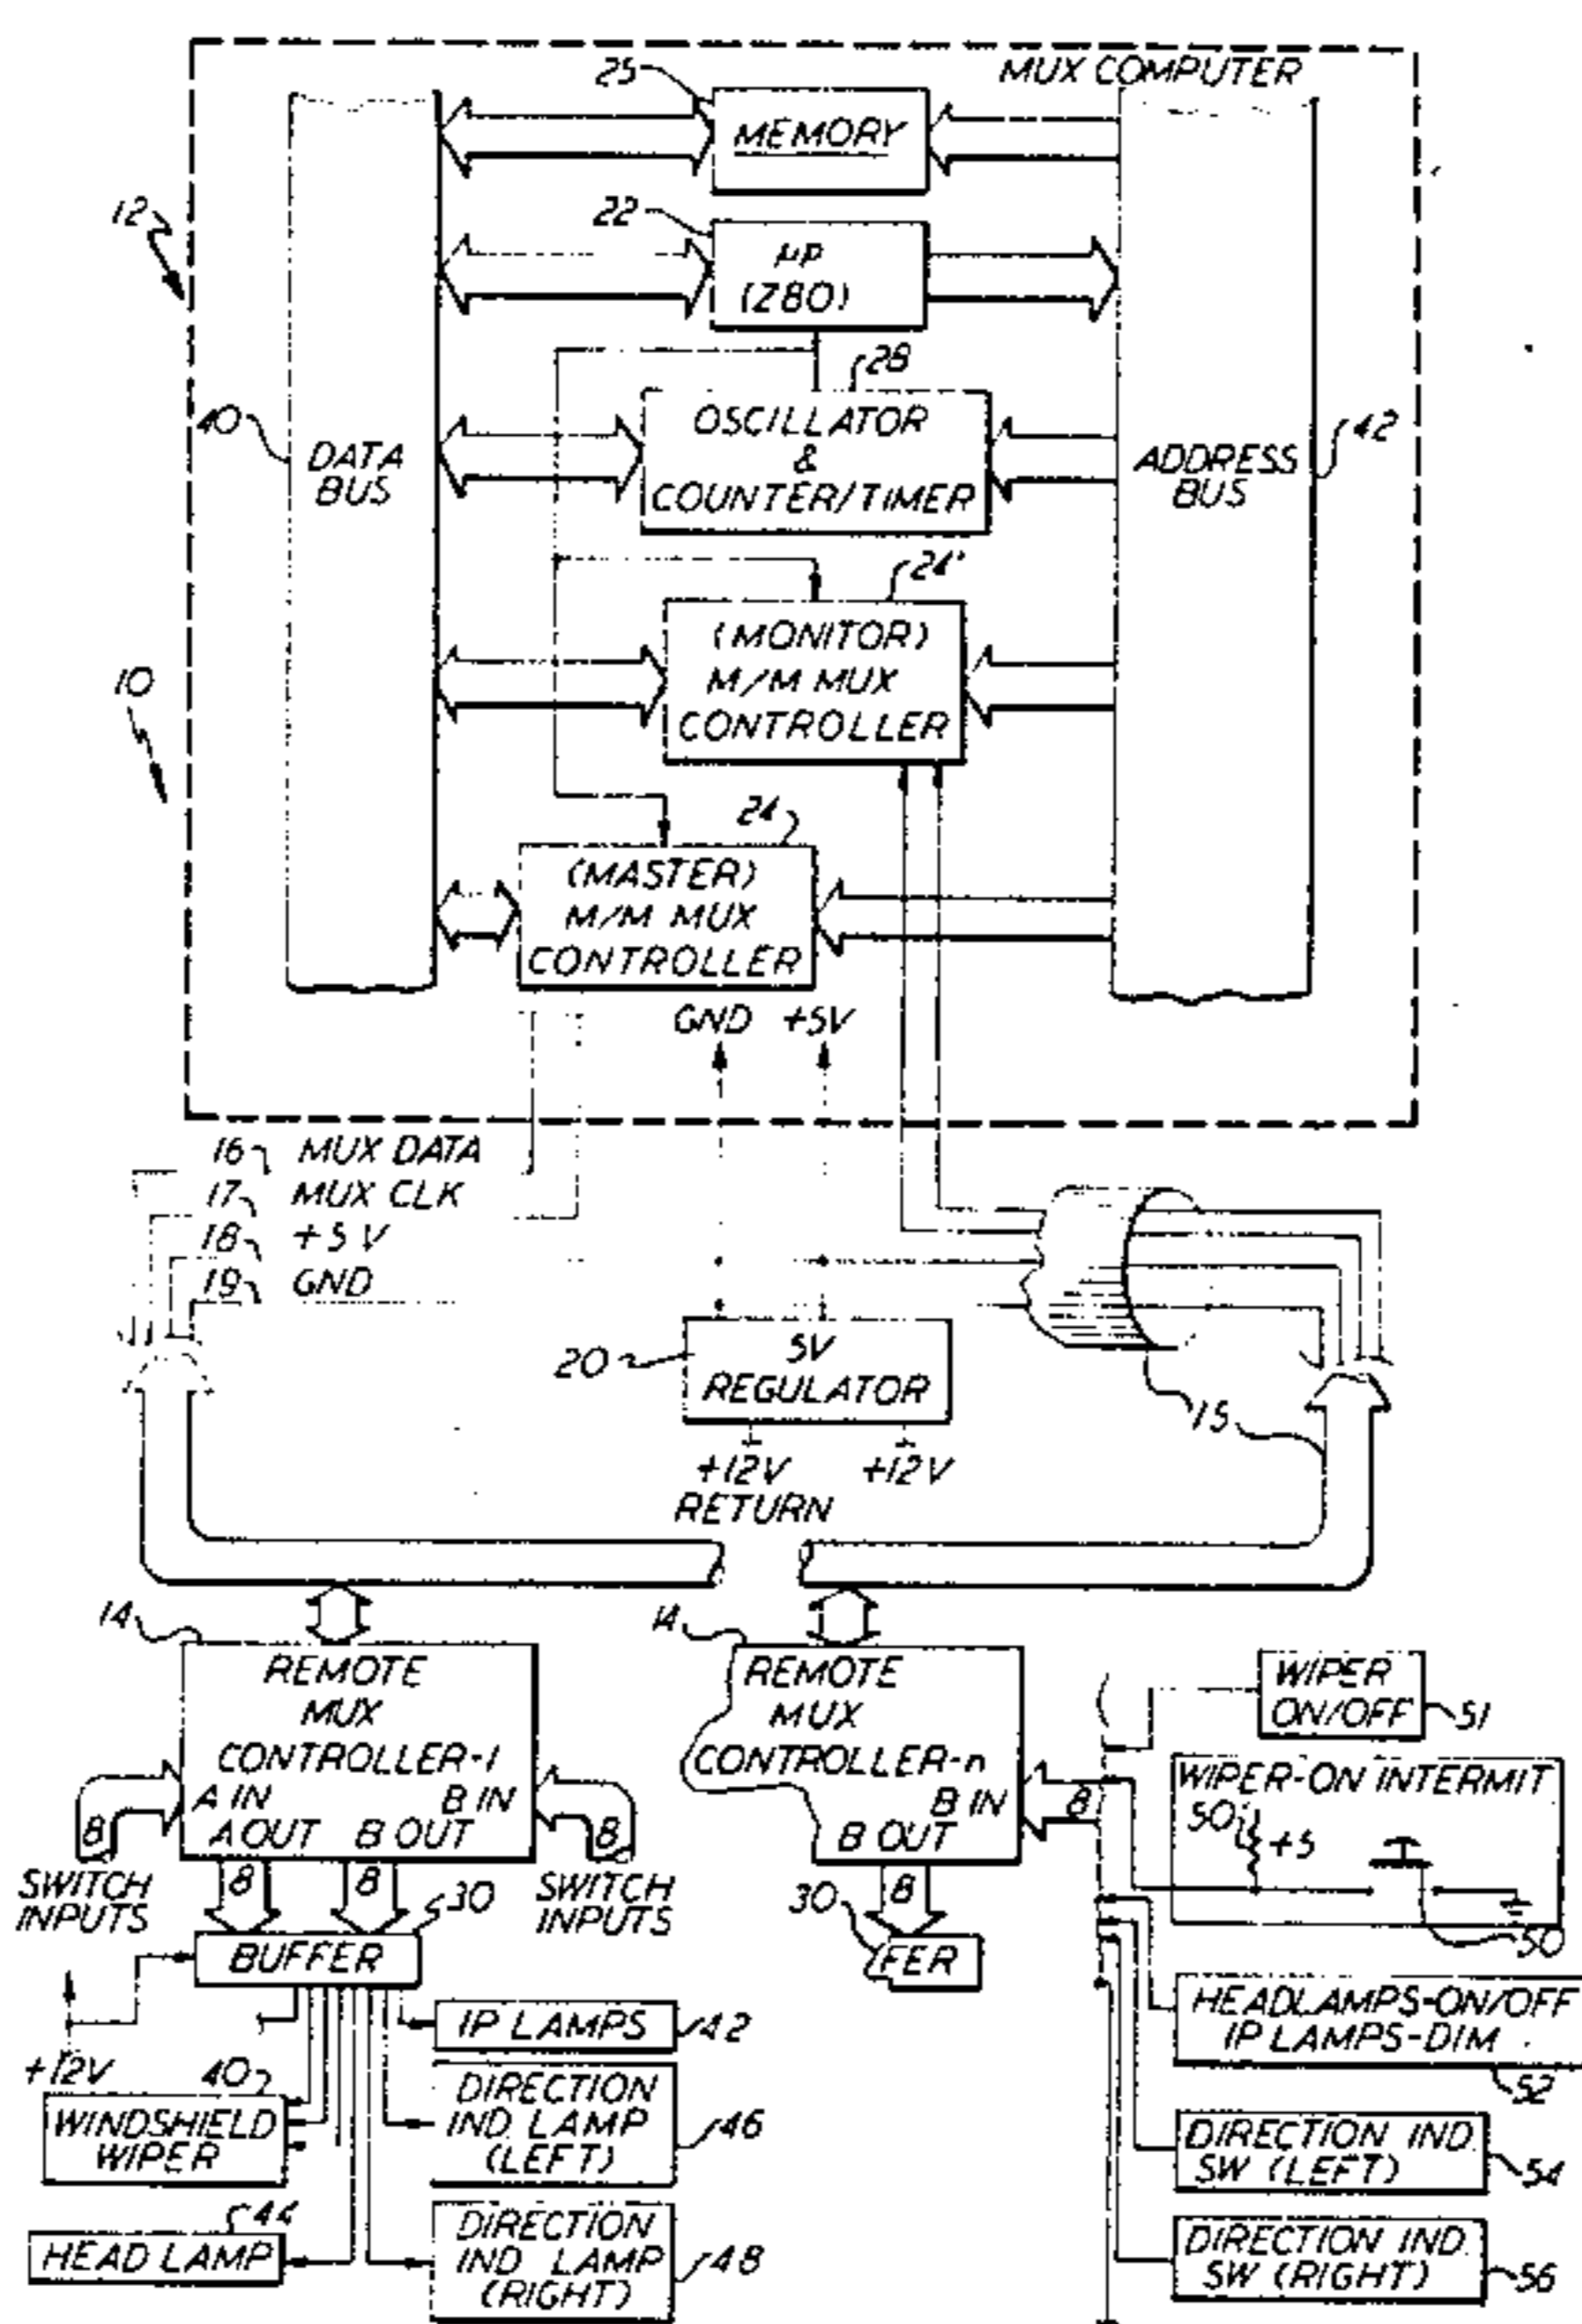 MUX COMPUTER
25
MEMORY
12
22
μP
(Z80)
28
40
DATA
BUS
OSCILLATOR
&
COUNTER/TIMER
ADDRESS
BUS
42
24'
(MONITOR)
M/M MUX
CONTROLLER
10
24
(MASTER)
M/M MUX
CONTROLLER
GND +5V
16 MUX DATA
17 MUX CLK
18 +5V
19 GND
20
5V
REGULATOR
15
+12V
RETURN
+12V
14
REMOTE
MUX
CONTROLLER-1
A IN
B IN
A OUT B OUT
8
8
SWITCH
INPUTS
8
8
SWITCH
INPUTS
30
BUFFER
+12V
14
REMOTE
MUX
CONTROLLER-n
B IN
B OUT
8
8
30
FER
WIPER
ON/OFF
51
WIPER-ON INTERMIT
50'
+5
50
HEADLAMPS-ON/OFF
IP LAMPS-DIM
52
DIRECTION IND.
SW (LEFT)
54
DIRECTION IND.
SW (RIGHT)
56
IP LAMPS
42
40
WINDSHIELD
WIPER
DIRECTION
IND LAMP
(LEFT)
46
44
HEAD LAMP
DIRECTION
IND LAMP
(RIGHT)
48